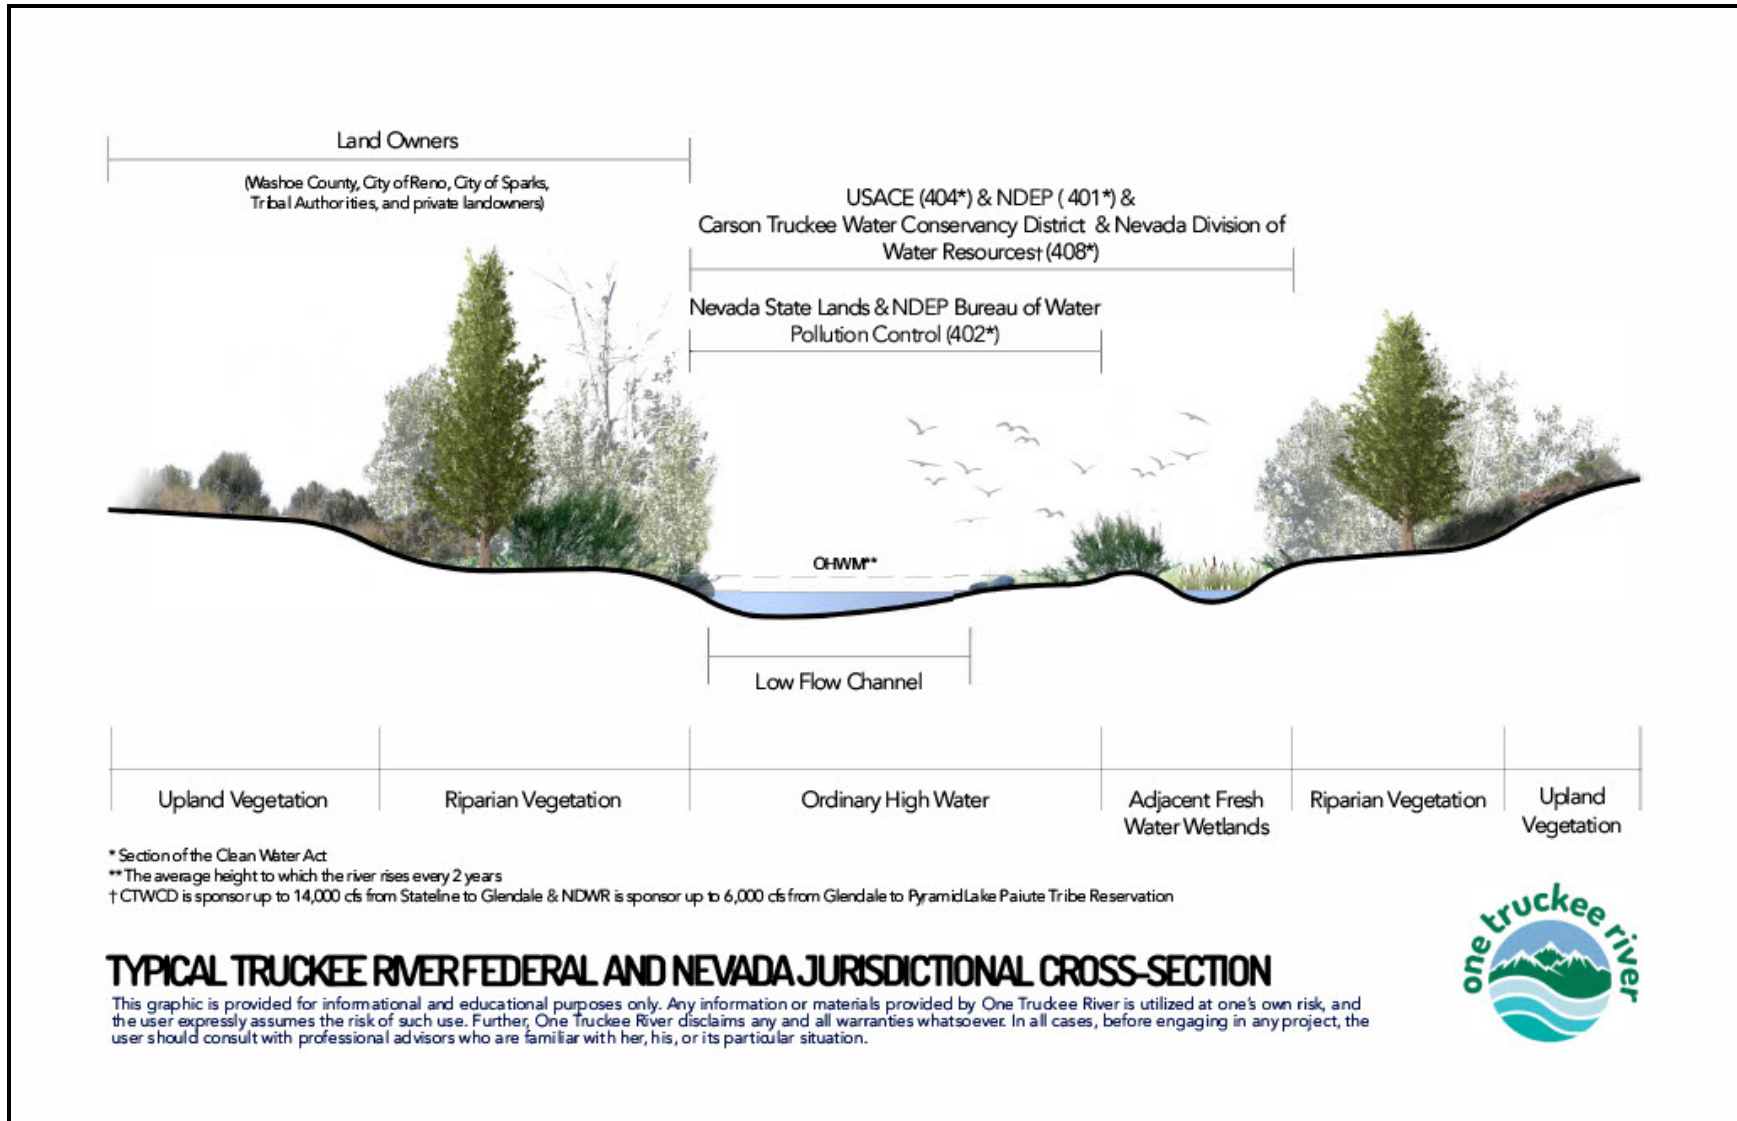 Land Owners
(Washoe County, City of Reno, City of Sparks,
Tribal Authorities, and private landowners)
USACE (404*) & NDEP ( 401*) &
Carson Truckee Water Conservancy District & Nevada Division of
Water Resources† (408*)
Nevada State Lands & NDEP Bureau of Water
Pollution Control (402*)
OHWM**
Low Flow Channel
Upland Vegetation
Riparian Vegetation
Ordinary High Water
Adjacent Fresh
Water Wetlands
Riparian Vegetation
Upland
Vegetation
* Section of the Clean Water Act
** The average height to which the river rises every 2 years
† CTWCD is sponsor up to 14,000 cfs from Stateline to Glendale & NDWR is sponsor up to 6,000 cfs from Glendale to Pyramid Lake Paiute Tribe Reservation
TYPICAL TRUCKEE RIVER FEDERAL AND NEVADA JURISDICTIONAL CROSS-SECTION
This graphic is provided for informational and educational purposes only. Any information or materials provided by One Truckee River is utilized at one's own risk, and
the user expressly assumes the risk of such use. Further, One Truckee River disclaims any and all warranties whatsoever. In all cases, before engaging in any project, the
user should consult with professional advisors who are familiar with her, his, or its particular situation.
one truckee river